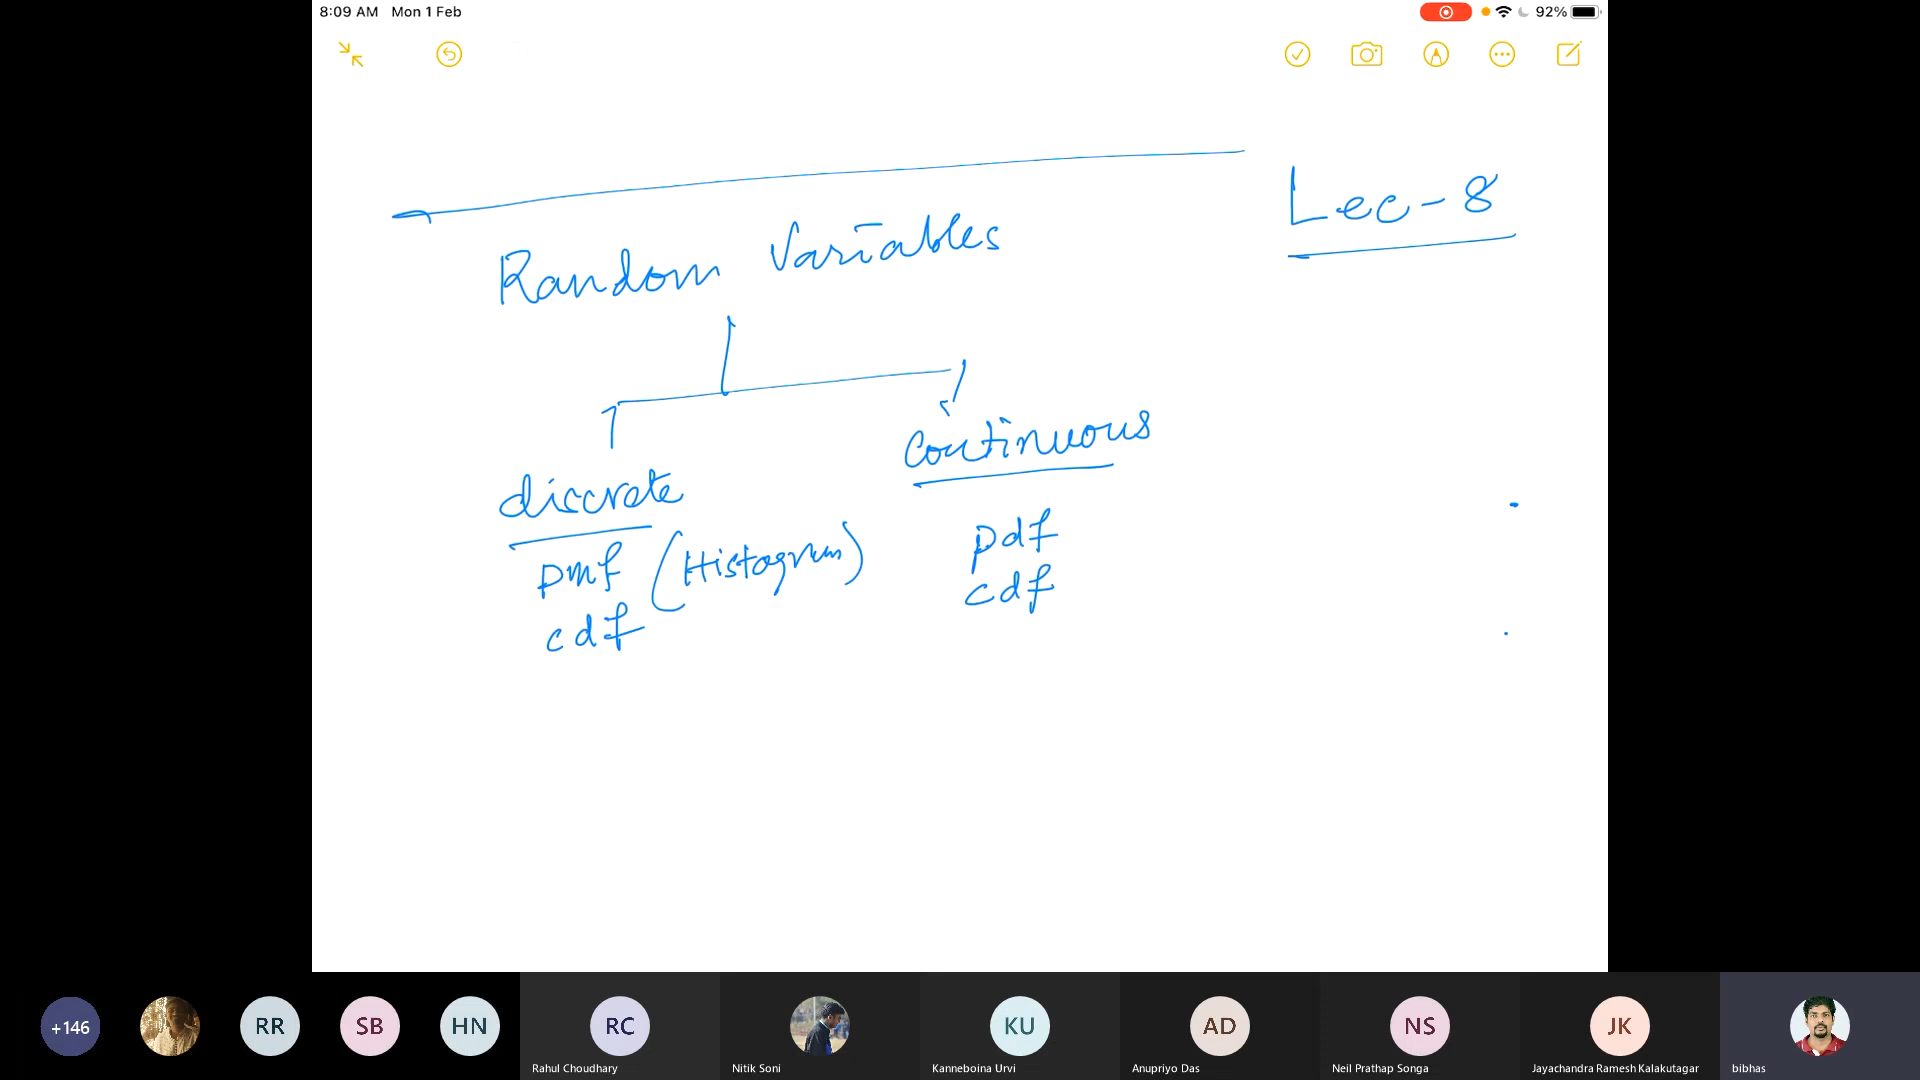 8:09 AM Mon 1 Feb
92%
Lec-8
Random Variables
discrete
continuous
pmf (Histogram)
cdf
pdf
cdf
+146
RR
SB
HN
RC
KU
AD
NS
JK
Rahul Choudhary
Nitik Soni
Kanneboina Urvi
Anupriyo Das
Neil Prathap Songa
Jayachandra Ramesh Kalakutagar
bibhas